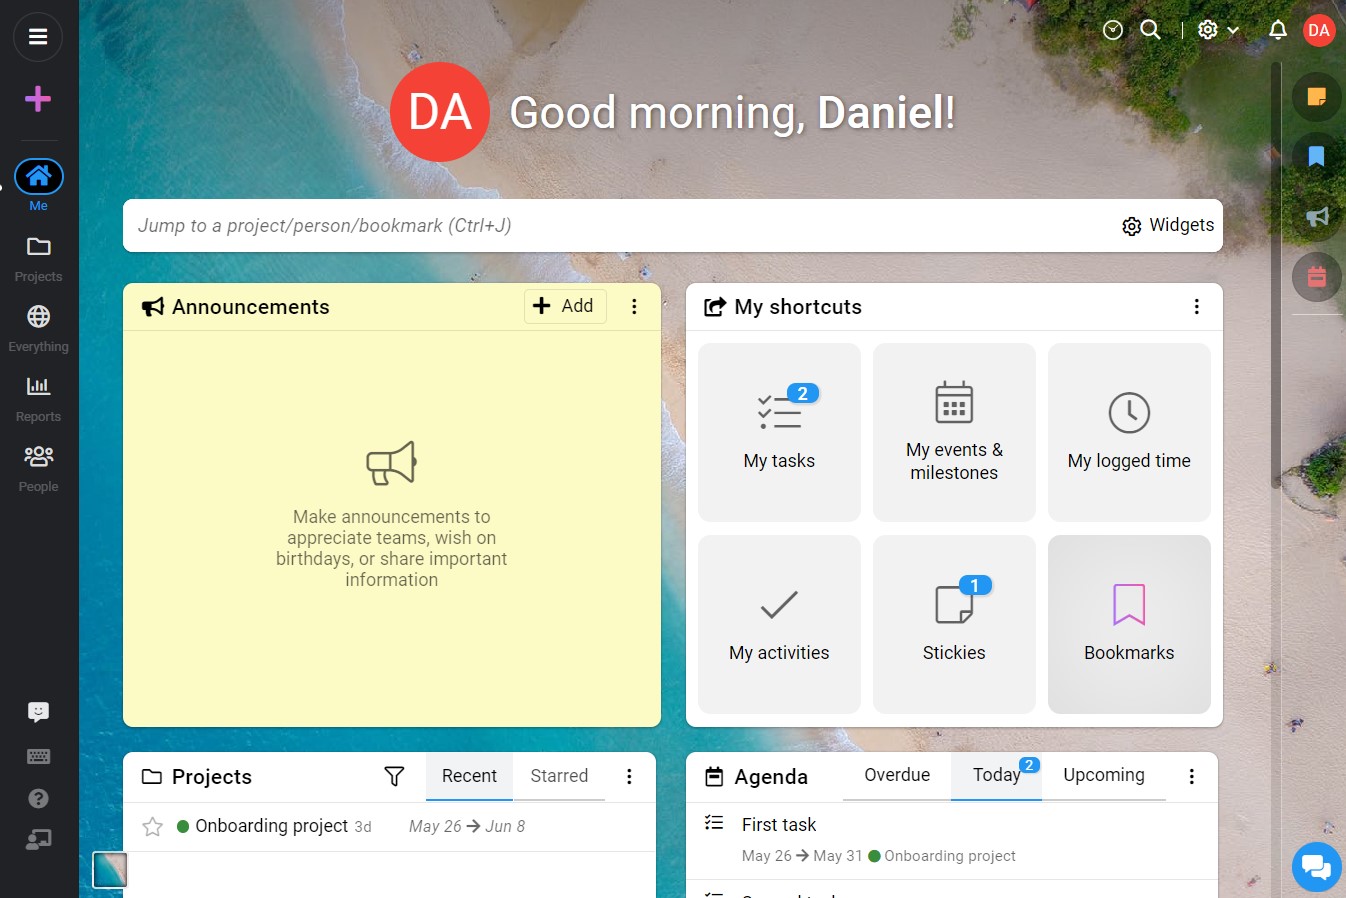 DA
DA
Good morning, Daniel!
Me
Projects
Everything
Reports
People
Jump to a project/person/bookmark (Ctrl+J)
Widgets
Announcements
Add
Make announcements to
appreciate teams, wish on
birthdays, or share important
information
My shortcuts
2
My tasks
My events &
milestones
My logged time
My activities
1
Stickies
Bookmarks
Projects
Recent
Starred
Onboarding project 3d
May 26 → Jun 8
Agenda
Overdue
Today
2
Upcoming
First task
May 26 → May 31 Onboarding project